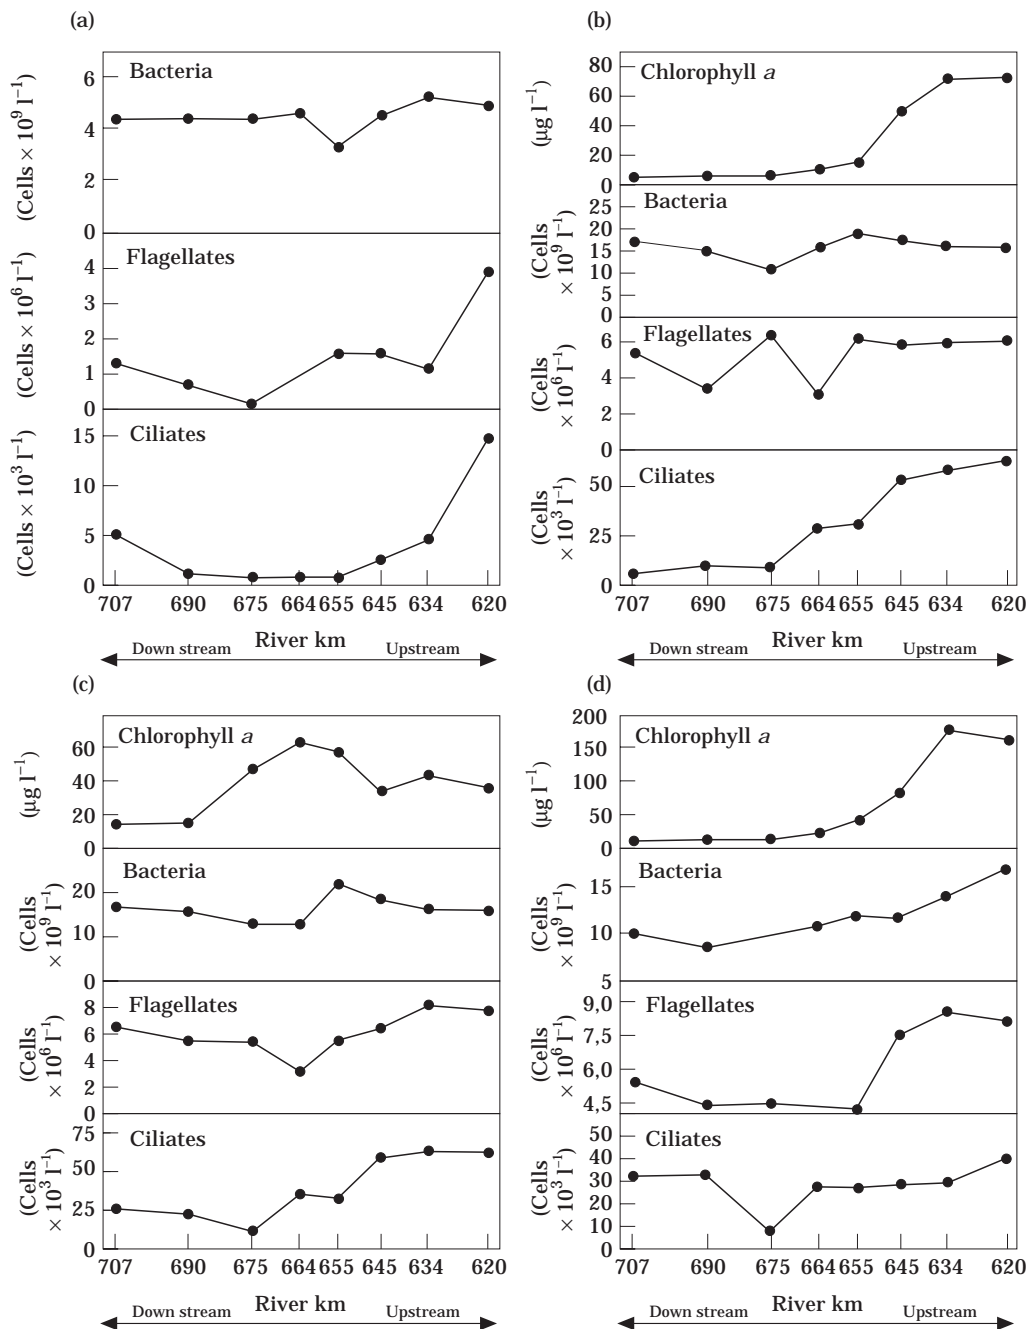 (a)
Bacteria
(Cells × 10⁹ l⁻¹)
6
4
2
0
Flagellates
(Cells × 10⁶ l⁻¹)
4
3
2
1
0
Ciliates
(Cells × 10³ l⁻¹)
15
10
5
0
707 690 675 664 655 645 634 620
River km
Down stream Upstream
(b)
Chlorophyll a
(µg l⁻¹)
80
60
40
20
0
Bacteria
(Cells
× 10⁹ l⁻¹)
25
20
15
10
5
0
Flagellates
(Cells
× 10⁶ l⁻¹)
6
4
2
0
Ciliates
(Cells
× 10³ l⁻¹)
50
25
0
707 690 675 664 655 645 634 620
River km
Down stream Upstream
(c)
Chlorophyll a
(µg l⁻¹)
60
40
20
0
Bacteria
(Cells
× 10⁹ l⁻¹)
20
10
0
Flagellates
(Cells
× 10⁶ l⁻¹)
8
6
4
2
0
Ciliates
(Cells
× 10³ l⁻¹)
75
50
25
0
707 690 675 664 655 645 634 620
River km
Down stream Upstream
(d)
Chlorophyll a
(µg l⁻¹)
200
150
100
50
0
Bacteria
(Cells
× 10⁹ l⁻¹)
15
10
5
Flagellates
(Cells
× 10⁶ l⁻¹)
9,0
7,5
9,0
4,5
Ciliates
(Cells
× 10³ l⁻¹)
50
40
30
20
10
0
707 690 675 664 655 645 634 620
River km
Down stream Upstream